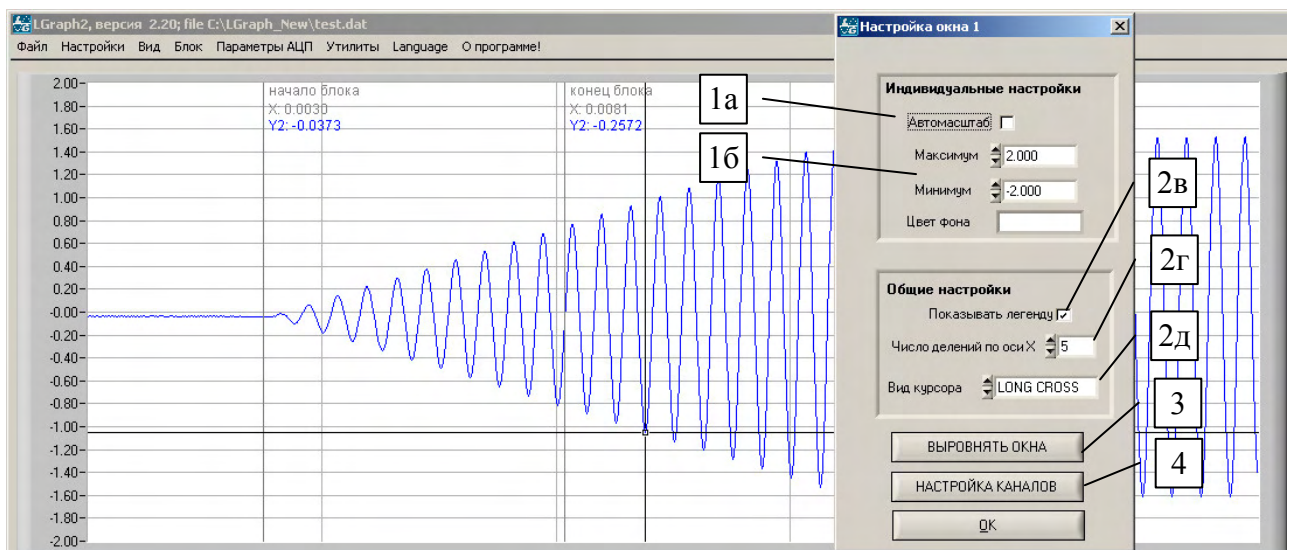 LGraph2, версия 2.20; file C:\LGraph_New\test.dat
Файл Настройки Вид Блок Параметры АЦП Утилиты Language О программе!
2.00
1.80
1.60
1.40
1.20
1.00
0.80
0.60
0.40
0.20
-0.00
-0.20
-0.40
-0.60
-0.80
-1.00
-1.20
-1.40
-1.60
-1.80
-2.00
начало блока
X: 0.0030
Y2: -0.0373
конец блока
X: 0.0081
Y2: -0.2572
Настройка окна 1
Индивидуальные настройки
Автомасштаб
Максимум 2.000
Минимум -2.000
Цвет фона
Общие настройки
Показывать легенду
Число делений по оси X 5
Вид курсора LONG CROSS
ВЫРОВНЯТЬ ОКНА
НАСТРОЙКА КАНАЛОВ
OK
1а
1б
2в
2г
2д
3
4